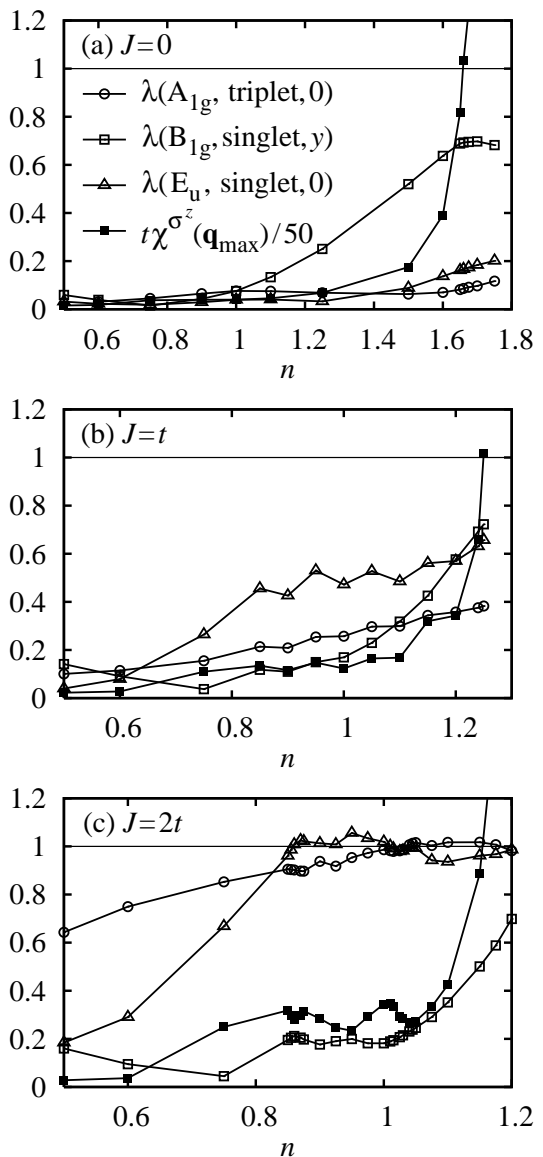 1.2
(a) J=0
1
λ(A1g, triplet,0)
0.8
λ(B1g,singlet,y)
0.6
λ(Eu, singlet,0)
0.4
tχσz(qmax)/50
0.2
0
0.6 0.8 1 1.2 1.4 1.6 1.8
n
1.2
(b) J=t
1
0.8
0.6
0.4
0.2
0
0.6 0.8 1 1.2
n
1.2
(c) J=2t
1
0.8
0.6
0.4
0.2
0
0.6 0.8 1 1.2
n